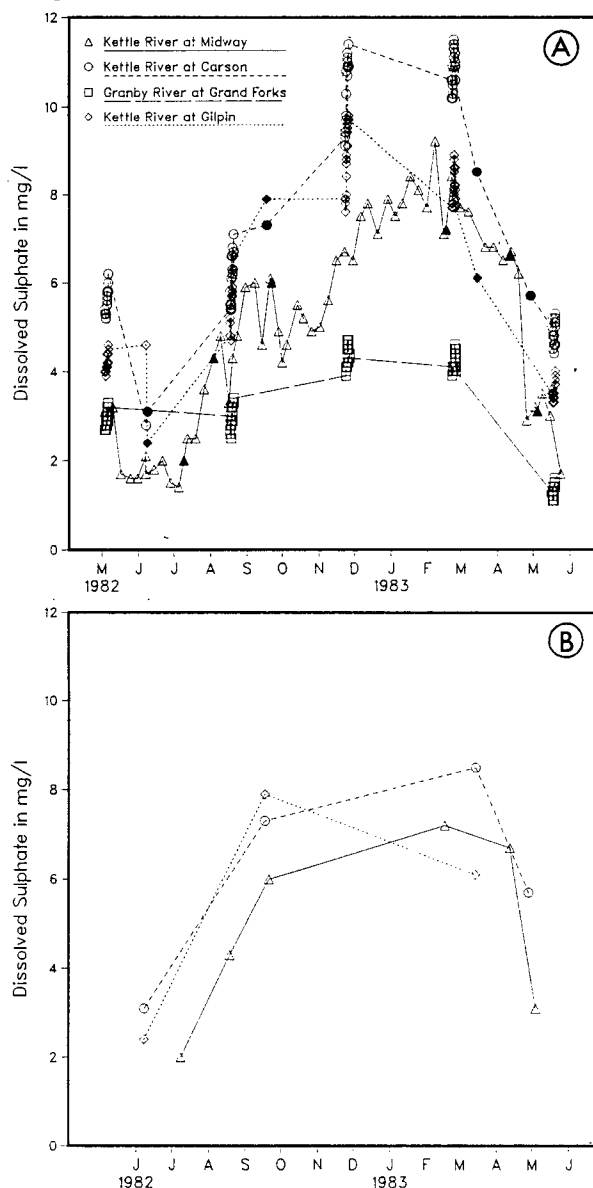 12
10
8
6
4
2
0
Dissolved Sulphate in mg/l
Kettle River at Midway
Kettle River at Carson
Granby River at Grand Forks
Kettle River at Gilpin
A
M J J A S O N D J F M A M J
1982 1983
12
10
8
6
4
2
0
Dissolved Sulphate in mg/l
B
J J A S O N D J F M A M J
1982 1983